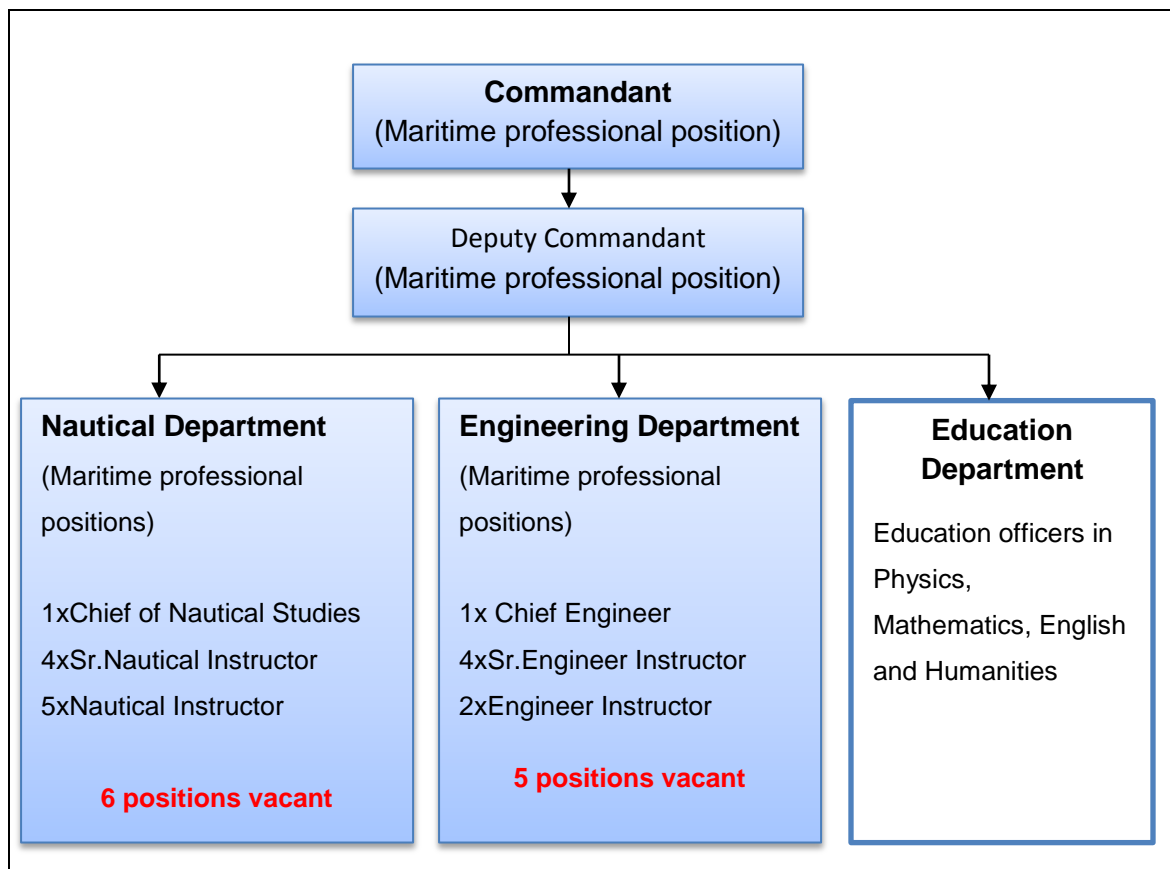 Commandant
(Maritime professional position)
Deputy Commandant
(Maritime professional position)
Nautical Department
(Maritime professional
positions)
1xChief of Nautical Studies
4xSr.Nautical Instructor
5xNautical Instructor
6 positions vacant
Engineering Department
(Maritime professional
positions)
1x Chief Engineer
4xSr.Engineer Instructor
2xEngineer Instructor
5 positions vacant
Education
Department
Education officers in
Physics,
Mathematics, English
and Humanities